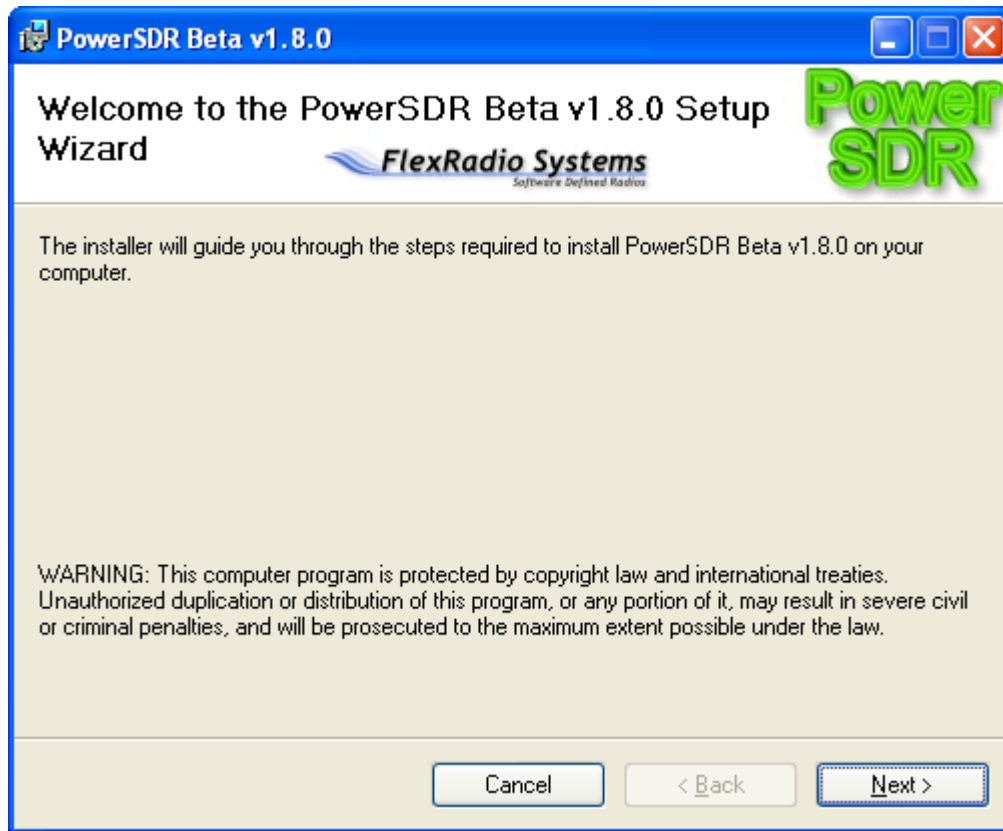 PowerSDR Beta v1.8.0
Welcome to the PowerSDR Beta v1.8.0 Setup
Wizard
FlexRadio Systems
Software Defined Radios
Power
SDR
The installer will guide you through the steps required to install PowerSDR Beta v1.8.0 on your
computer.
WARNING: This computer program is protected by copyright law and international treaties.
Unauthorized duplication or distribution of this program, or any portion of it, may result in severe civil
or criminal penalties, and will be prosecuted to the maximum extent possible under the law.
Cancel
< Back
Next >